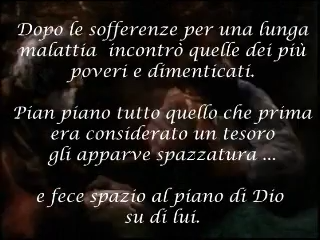 Dopo le sofferenze per una lunga
malattia incontrò quelle dei più
poveri e dimenticati.
Pian piano tutto quello che prima
era considerato un tesoro
gli apparve spazzatura ...
e fece spazio al piano di Dio
su di lui.